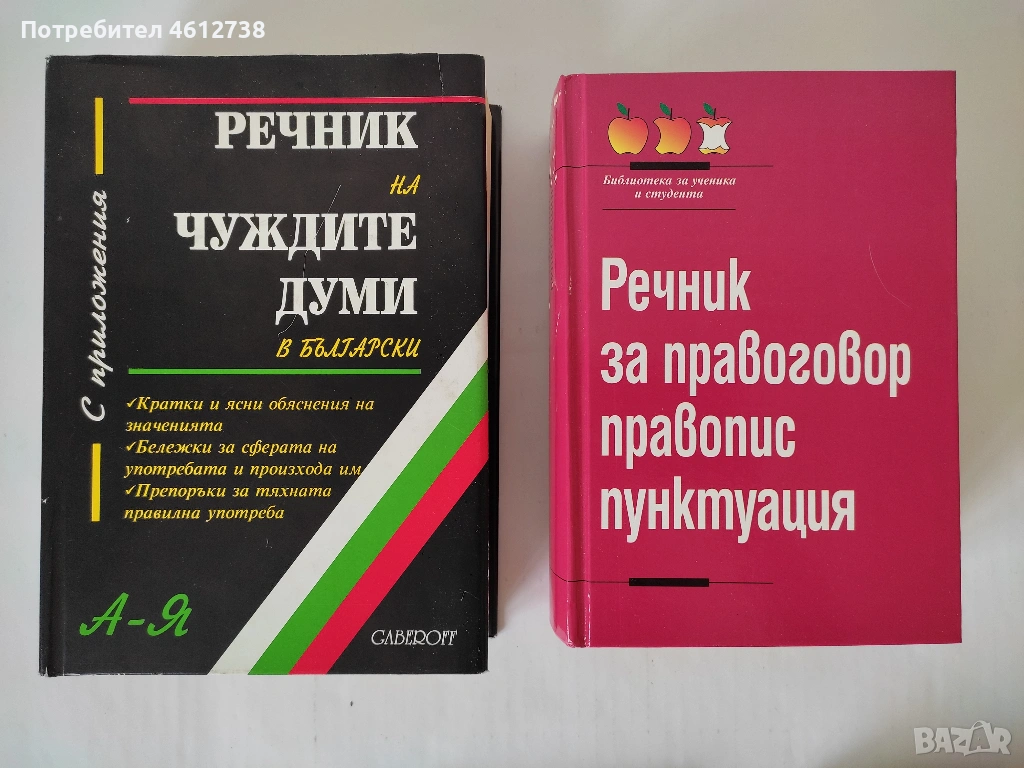 Потребител 4612738
С приложения
РЕЧНИК
НА
ЧУЖДИТЕ
ДУМИ
В БЪЛГАРСКИ
✓Кратки и ясни обяснения на
значенията
✓Бележки за сферата на
употребата и произхода им
✓Препоръки за тяхната
правилна употреба
А-Я
GABEROFF
Библиотека за ученика
и студента
Речник
за правоговор
правопис
пунктуация
BAZAR